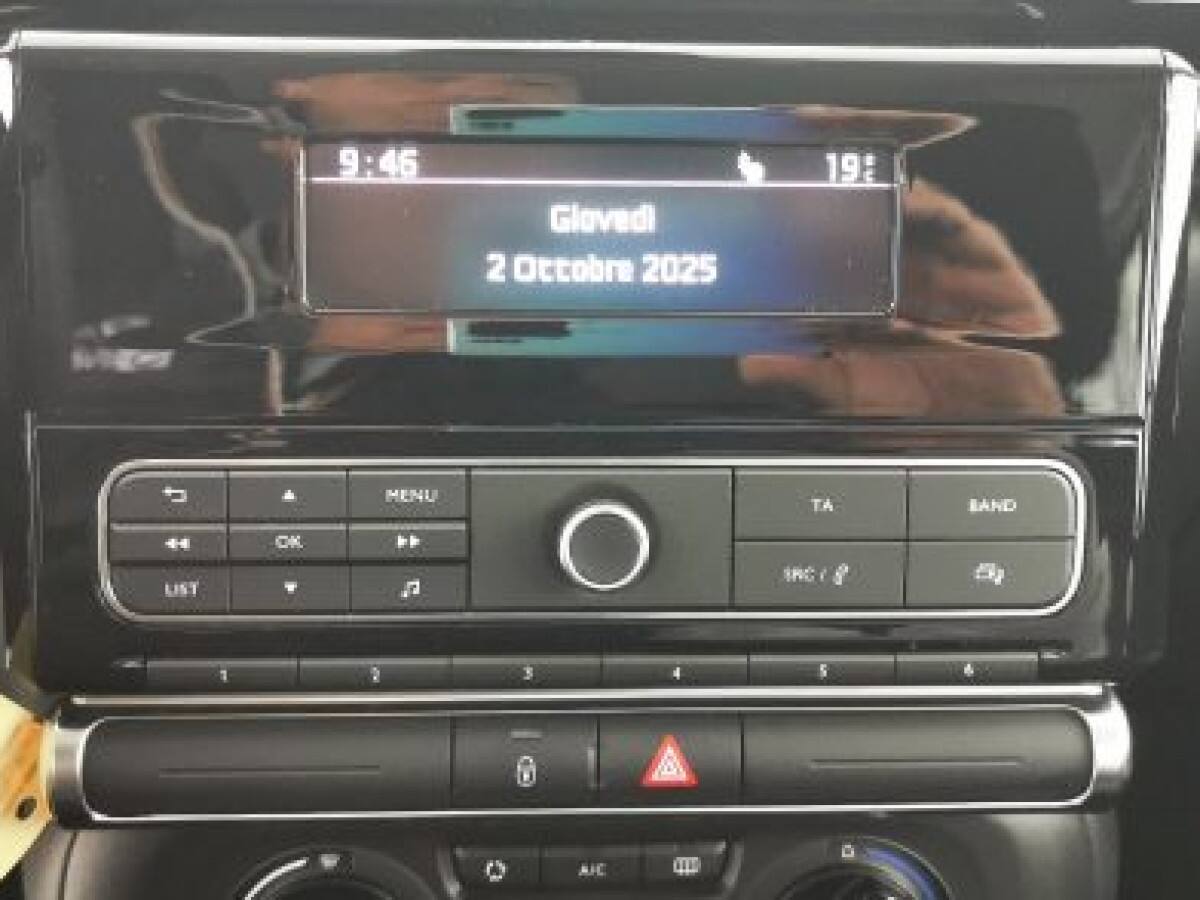 9:46 19
Giovedì
2 Ottobre 2025
MENU
TA
BAND
OK
LIST
SRC /
1 2 3 4 5 6
A/C